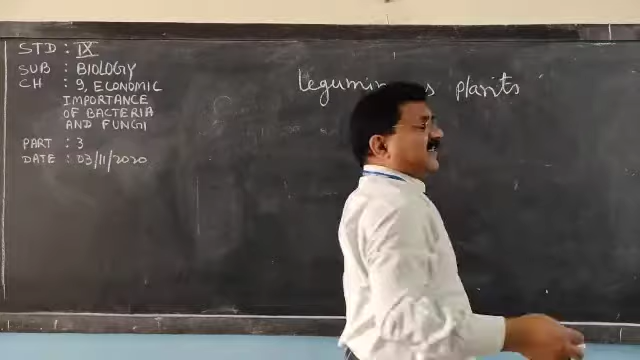 STD : IX
SUB : BIOLOGY
CH : 9, ECONOMIC
IMPORTANCE
OF BACTERIA
AND FUNGI
PART : 3
DATE : 03/11/2020
plants